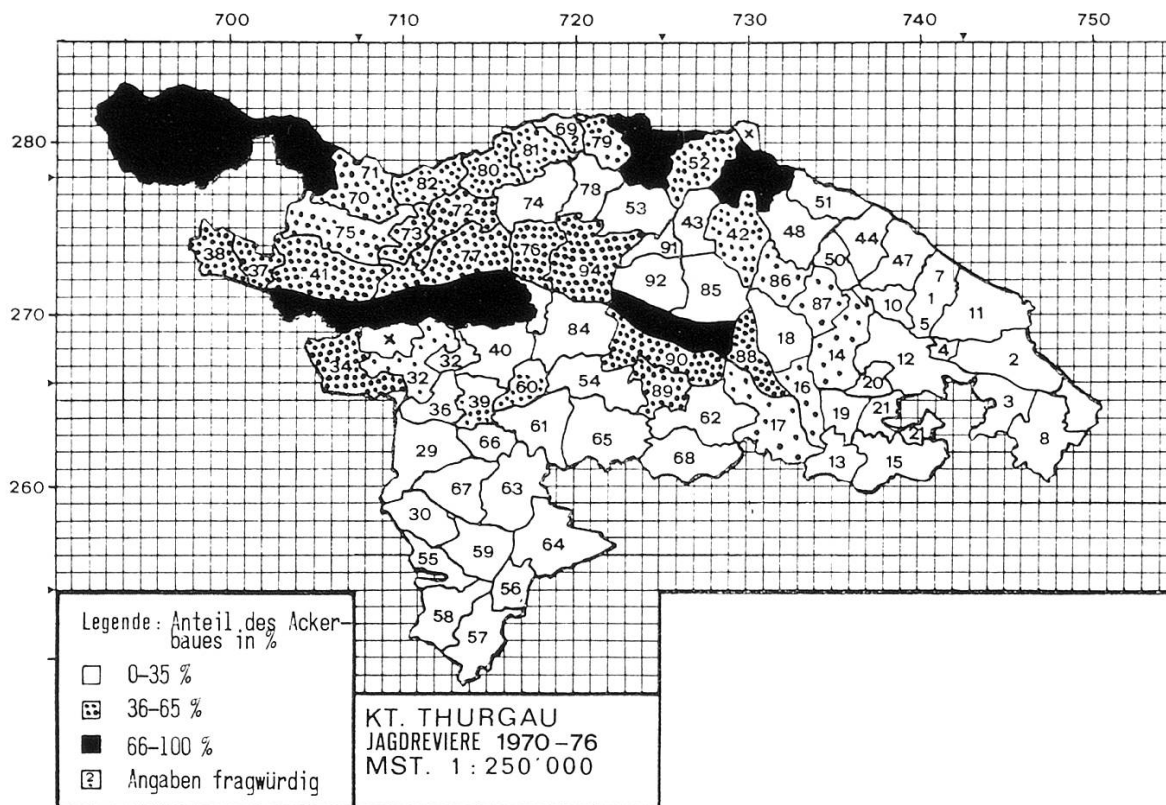 700 710 720 730 740 750
280
270
260
69 ? 79 x
81 52
71 82 80
70 78 51
72 74 53 43
75 73 42 48 44
38 37 41 77 76 94 91 50 47 7
92 85 86 87 10 1 11
5
x 84 18
34 32 40 90 88 14 12 4 2
32 60 54 89 16 20
36 39 62 17 19 21 3
61 65 2 8
29 66 68 13 15
67 63
30 59 64
55 56
58 57
Legende: Anteil des Acker-
baues in %
0-35 %
36-65 %
66-100 %
? Angaben fragwürdig
KT. THURGAU
JAGDREVIERE 1970-76
MST. 1:250'000